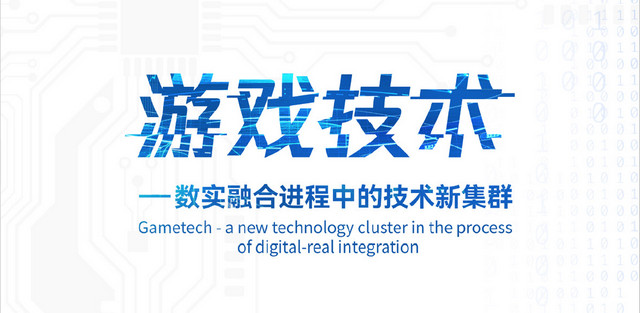 游戏技术
——数实融合进程中的技术新集群
Gametech - a new technology cluster in the process
of digital-real integration